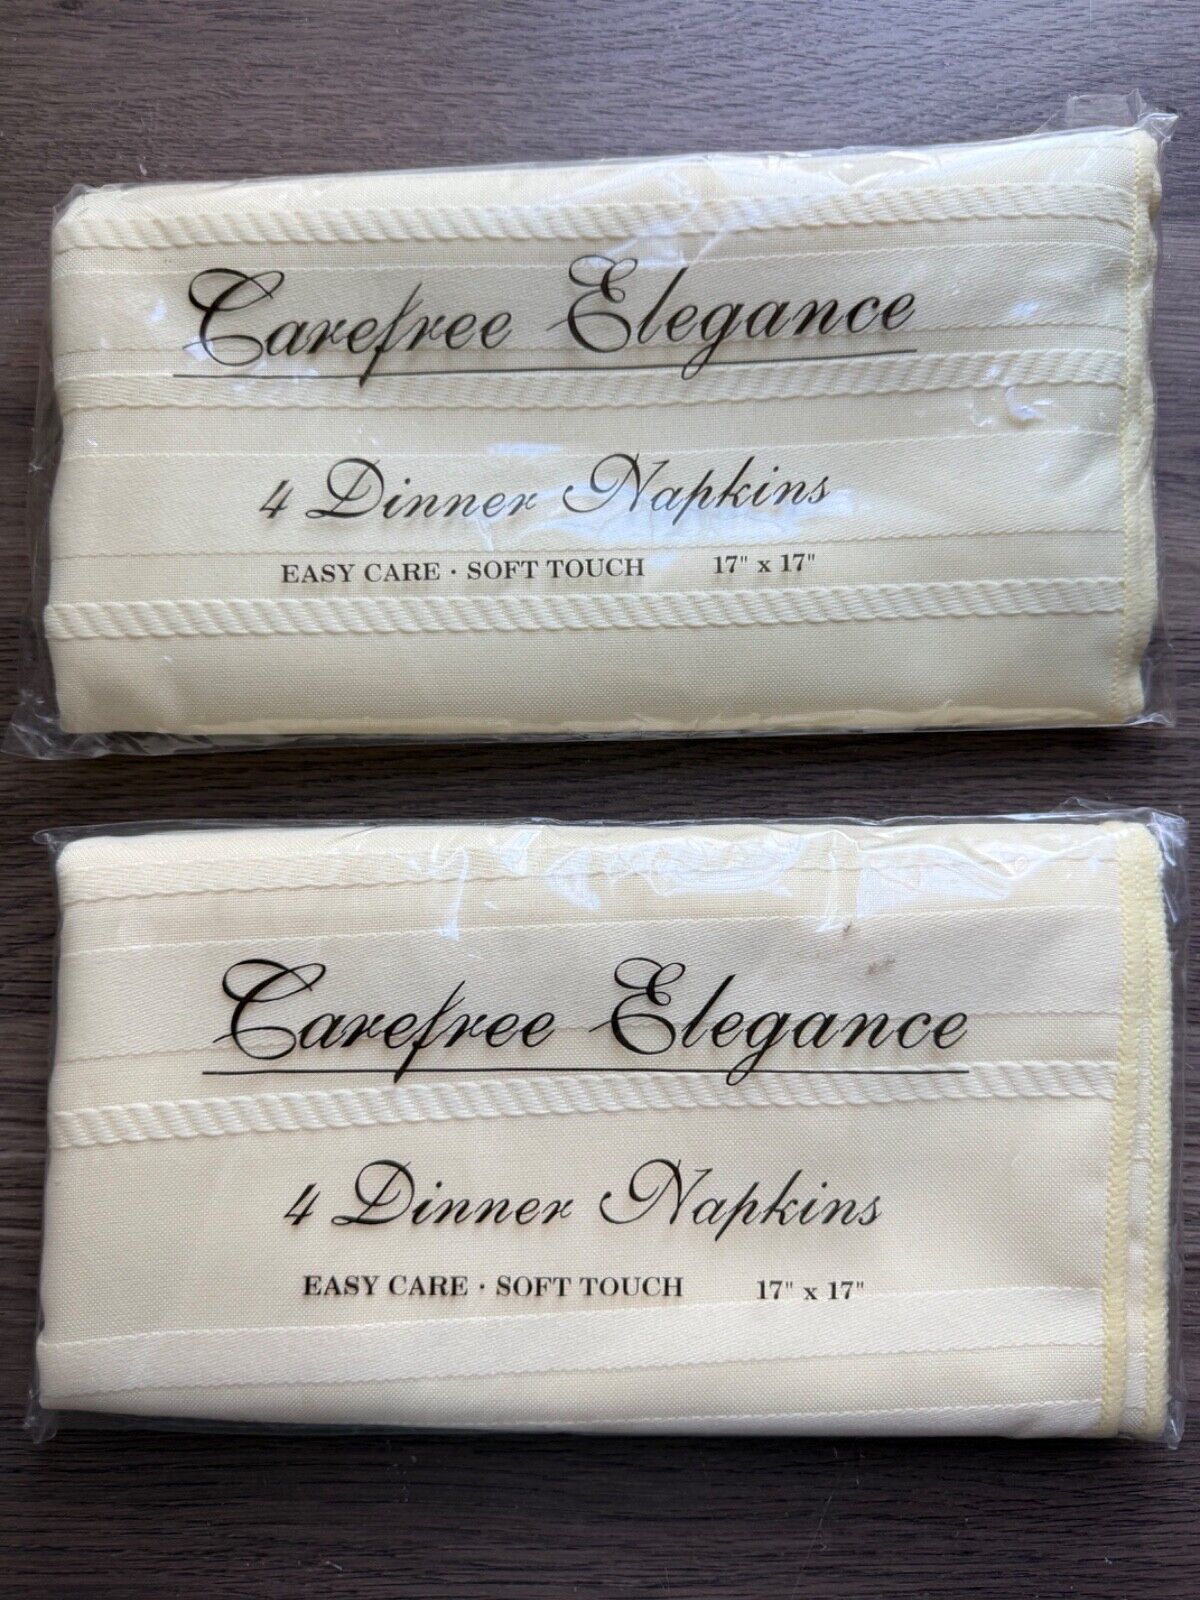 Carefree Elegance
4 Dinner Napkins
EASY CARE · SOFT TOUCH 17" x 17"
Carefree Elegance
4 Dinner Napkins
EASY CARE · SOFT TOUCH 17" x 17"